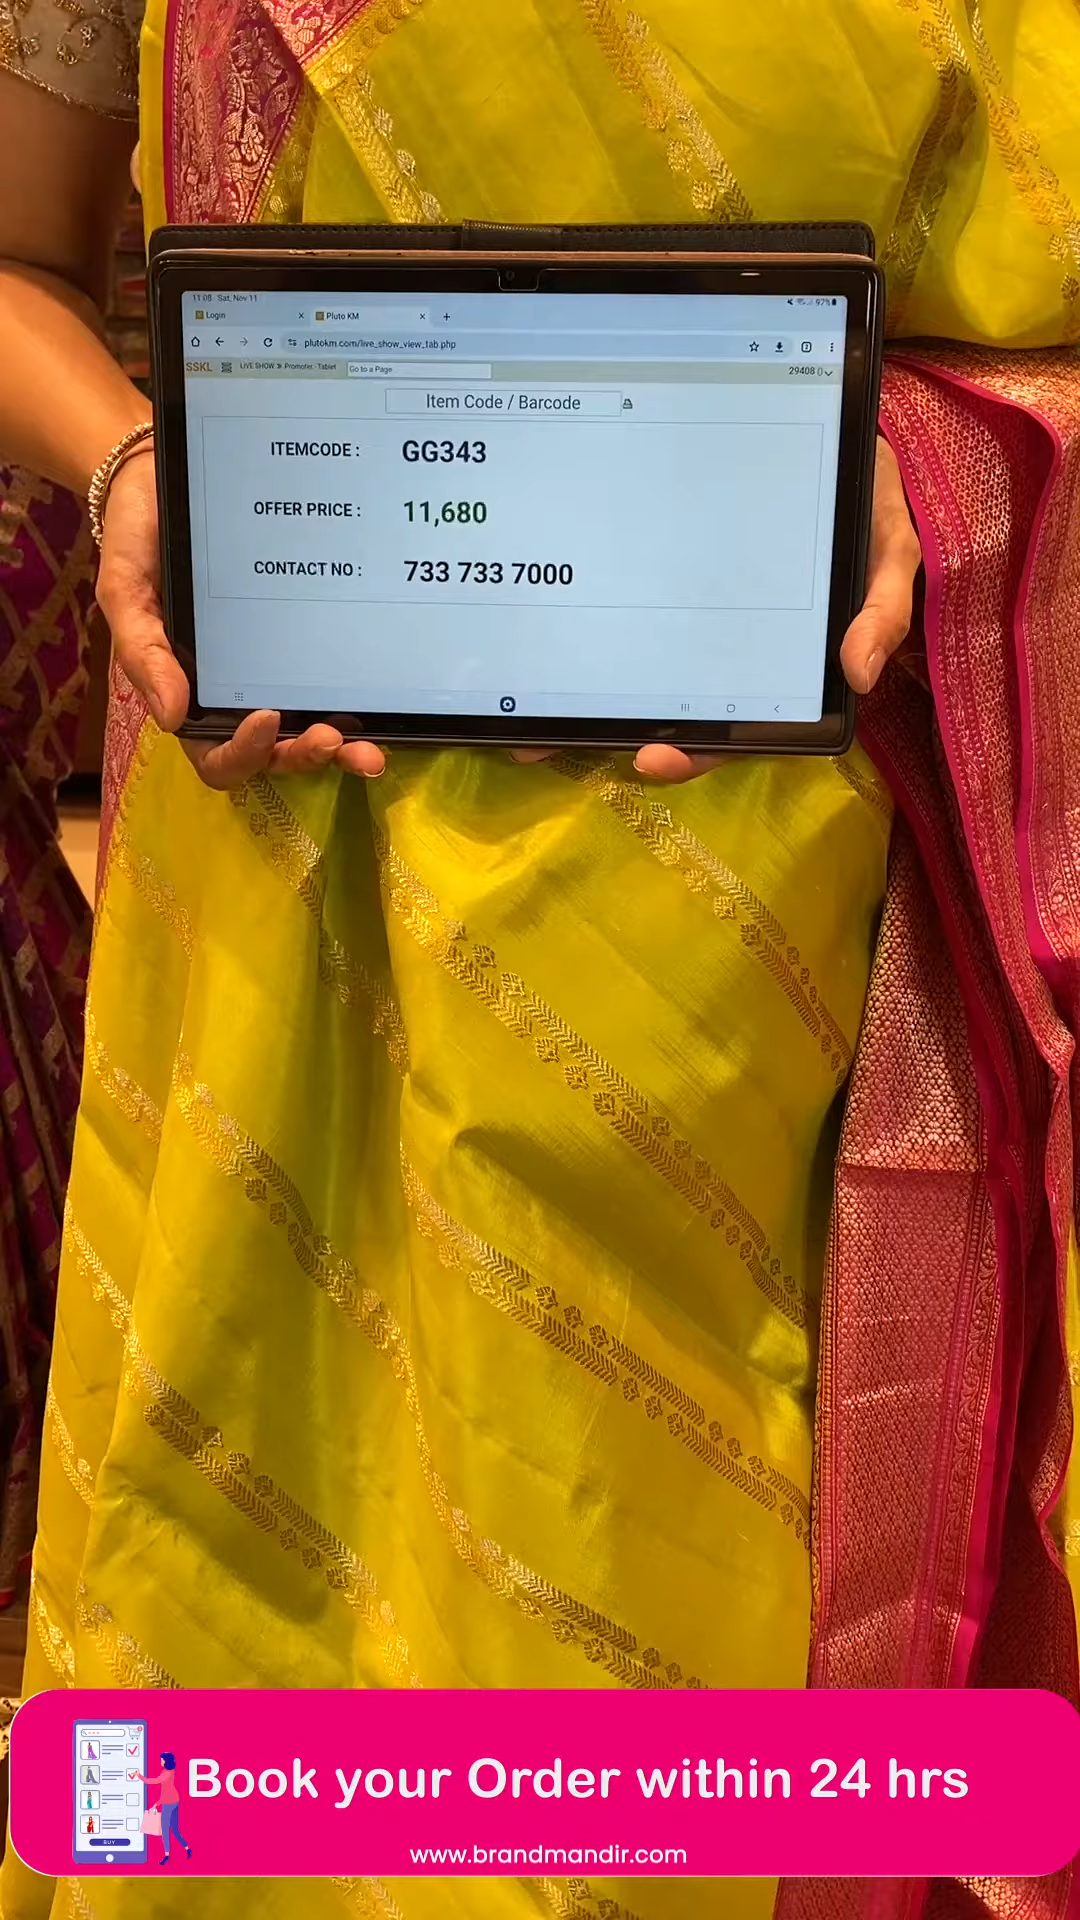 11:08 Sat, Nov 11
97%
Login
Pluto KM
plutokm.com/live_show_view_tab.php
SSKL
LIVE SHOW » Promoter - Tablet
Go to a Page
29408 ()
Item Code / Barcode
ITEMCODE : GG343
OFFER PRICE : 11,680
CONTACT NO : 733 733 7000
Book your Order within 24 hrs
BUY
www.brandmandir.com